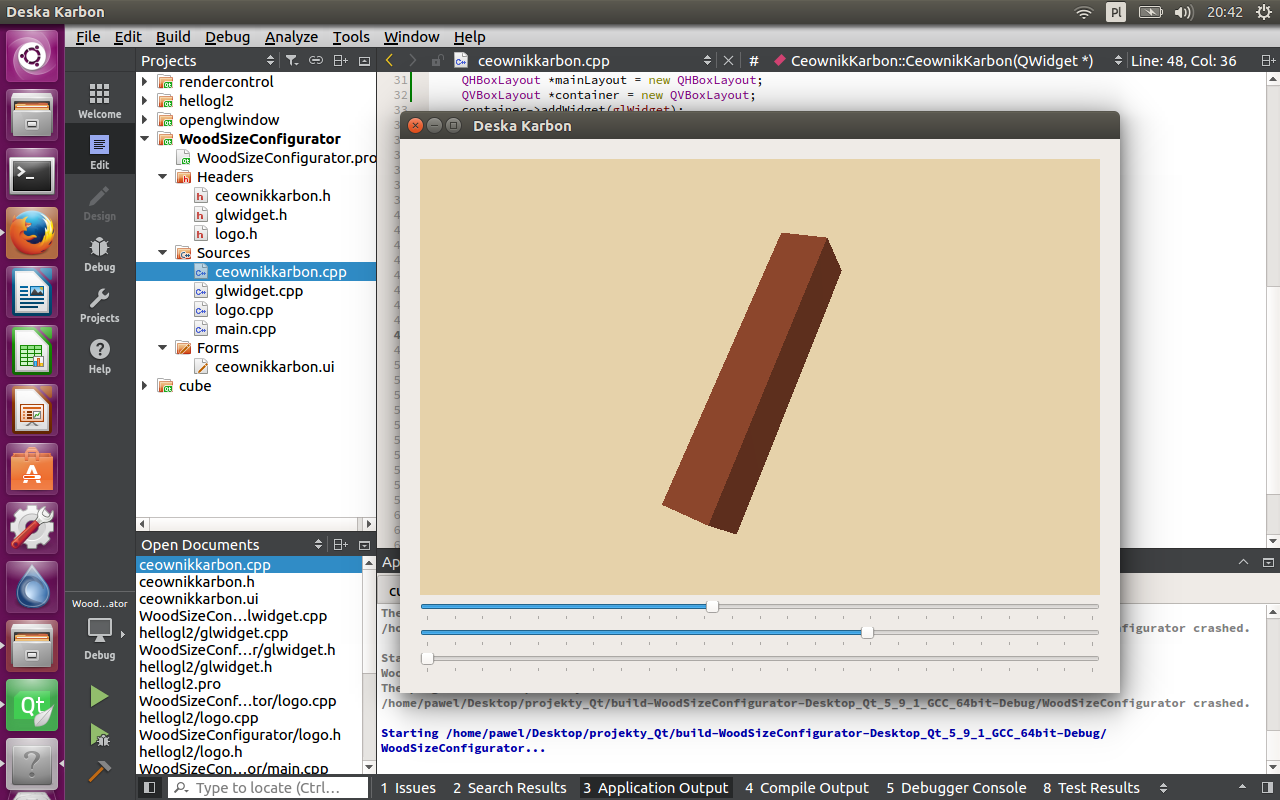 Deska Karbon
Pl
20:42
File Edit Build Debug Analyze Tools Window Help
Projects
ceownikkarbon.cpp
#
CeownikKarbon::CeownikKarbon(QWidget *)
Line: 48, Col: 36
Welcome
Edit
Design
Debug
Projects
Help
Wood...ator
Debug
rendercontrol
hellogl2
openglwindow
WoodSizeConfigurator
WoodSizeConfigurator.pro
Headers
ceownikkarbon.h
glwidget.h
logo.h
Sources
ceownikkarbon.cpp
glwidget.cpp
logo.cpp
main.cpp
Forms
ceownikkarbon.ui
cube
31 QHBoxLayout *mainLayout = new QHBoxLayout;
32 QVBoxLayout *container = new QVBoxLayout;
33 container->addWidget(glWidget);
Deska Karbon
Open Documents
ceownikkarbon.cpp
ceownikkarbon.h
ceownikkarbon.ui
WoodSizeCon...lwidget.cpp
hellogl2/glwidget.cpp
WoodSizeConf...r/glwidget.h
hellogl2/glwidget.h
hellogl2.pro
WoodSizeConf...tor/logo.cpp
hellogl2/logo.cpp
WoodSizeConfigurator/logo.h
hellogl2/logo.h
WoodSizeCon...or/main.cpp
figurator crashed.
/home/pawel/Desktop/projekty_Qt/build-WoodSizeConfigurator-Desktop_Qt_5_9_1_GCC_64bit-Debug/WoodSizeConfigurator crashed.
Starting /home/pawel/Desktop/projekty_Qt/build-WoodSizeConfigurator-Desktop_Qt_5_9_1_GCC_64bit-Debug/
WoodSizeConfigurator...
Type to locate (Ctrl...
1 Issues 2 Search Results 3 Application Output 4 Compile Output 5 Debugger Console 8 Test Results